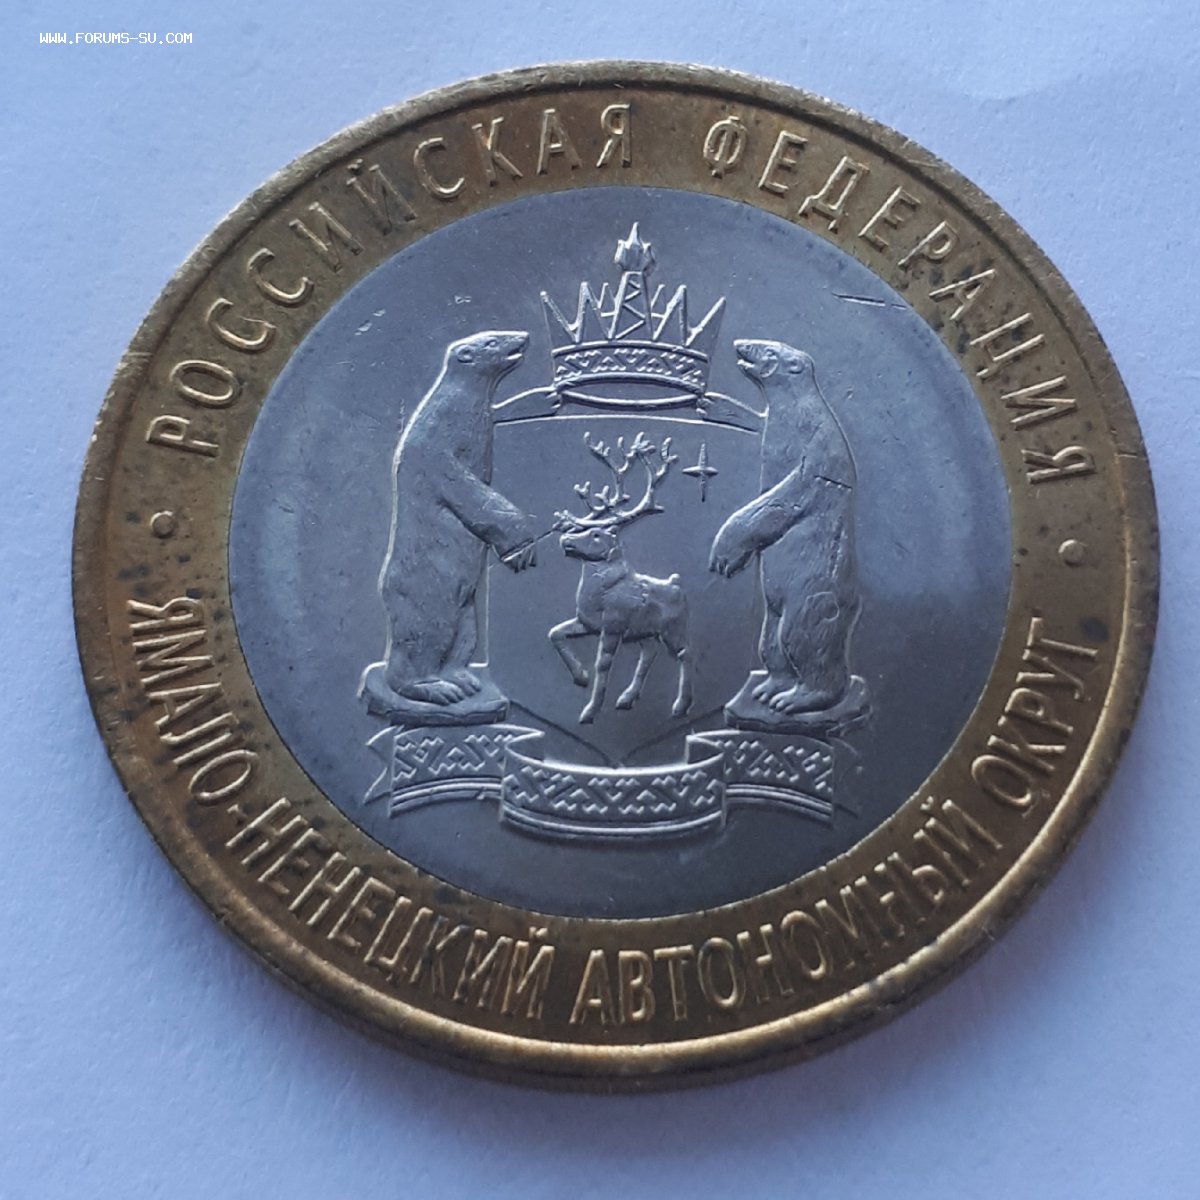 WWW.FORUMS-SU.COM
РОССИЙСКАЯ ФЕДЕРАЦИЯ
ЯМАЛО-НЕНЕЦКИЙ АВТОНОМНЫЙ ОКРУГ